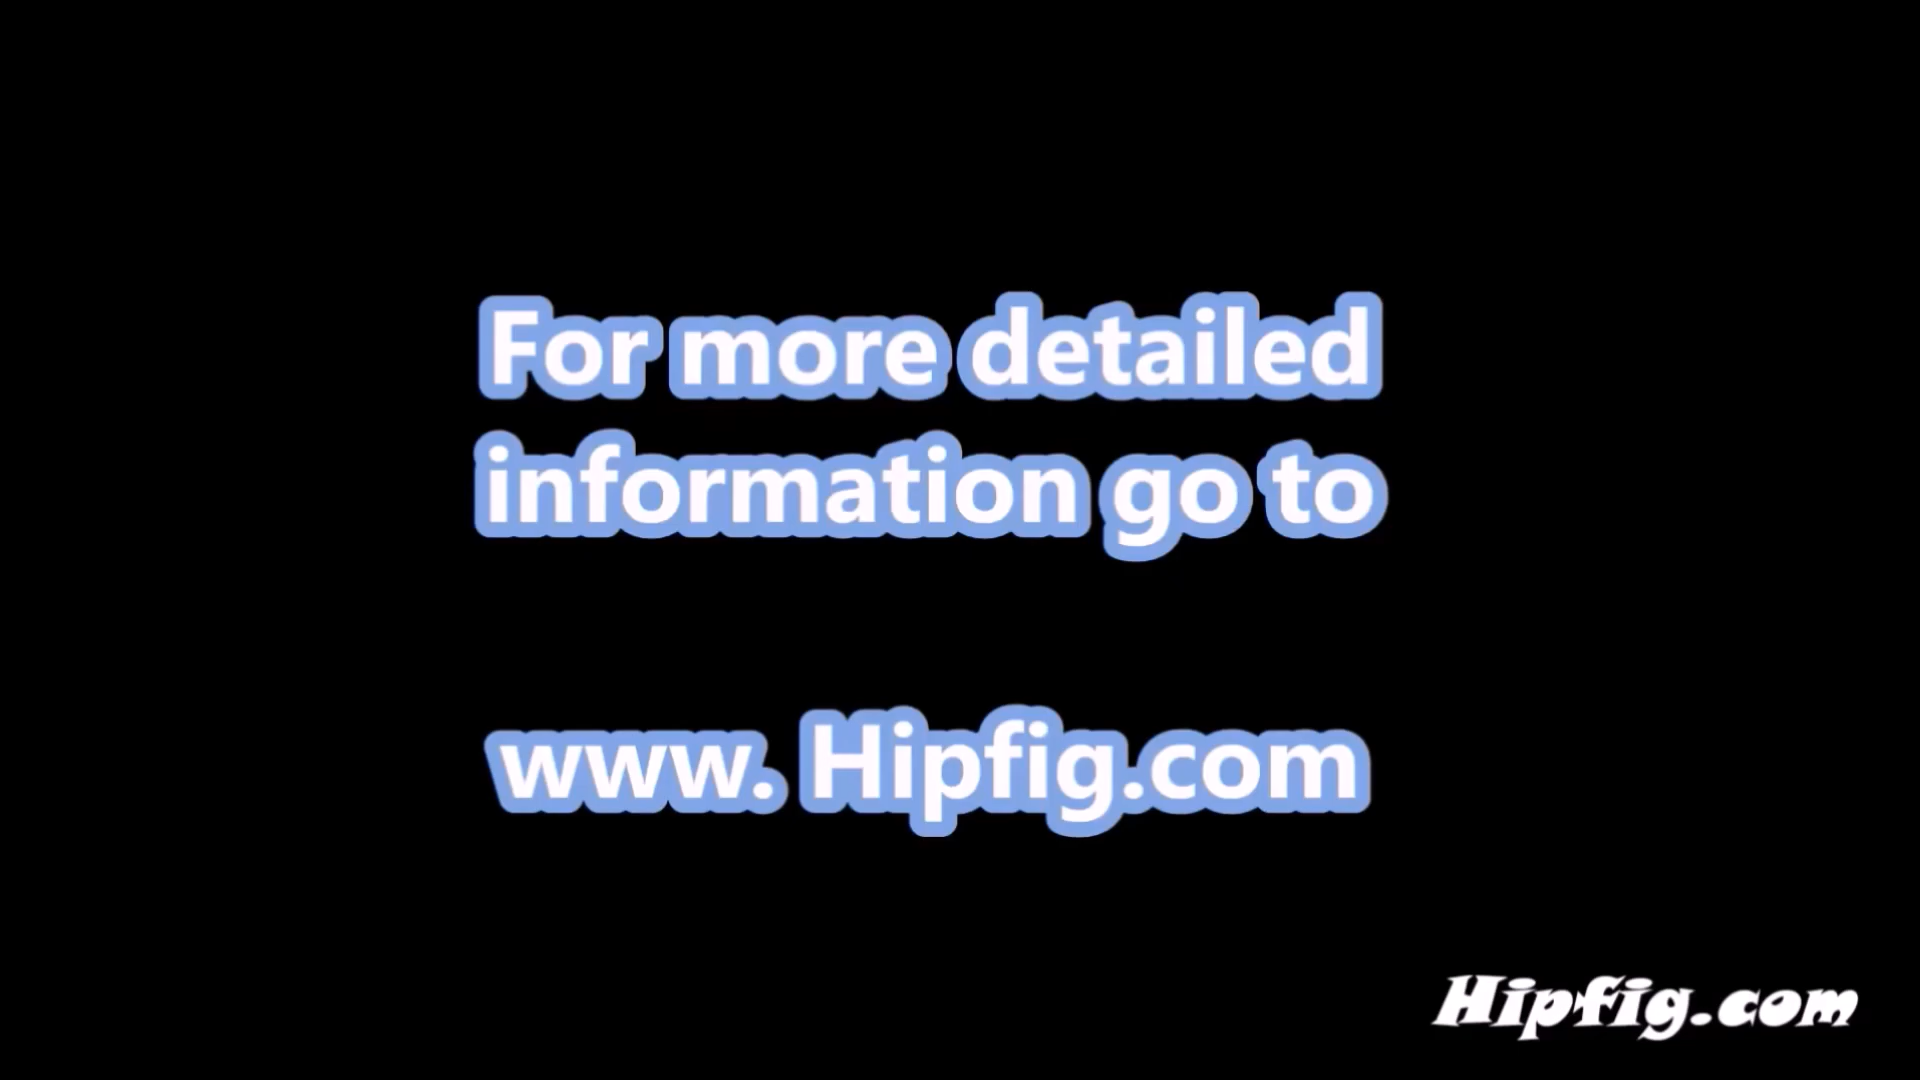 For more detailed
information go to
www. Hipfig.com
Hipfig.com